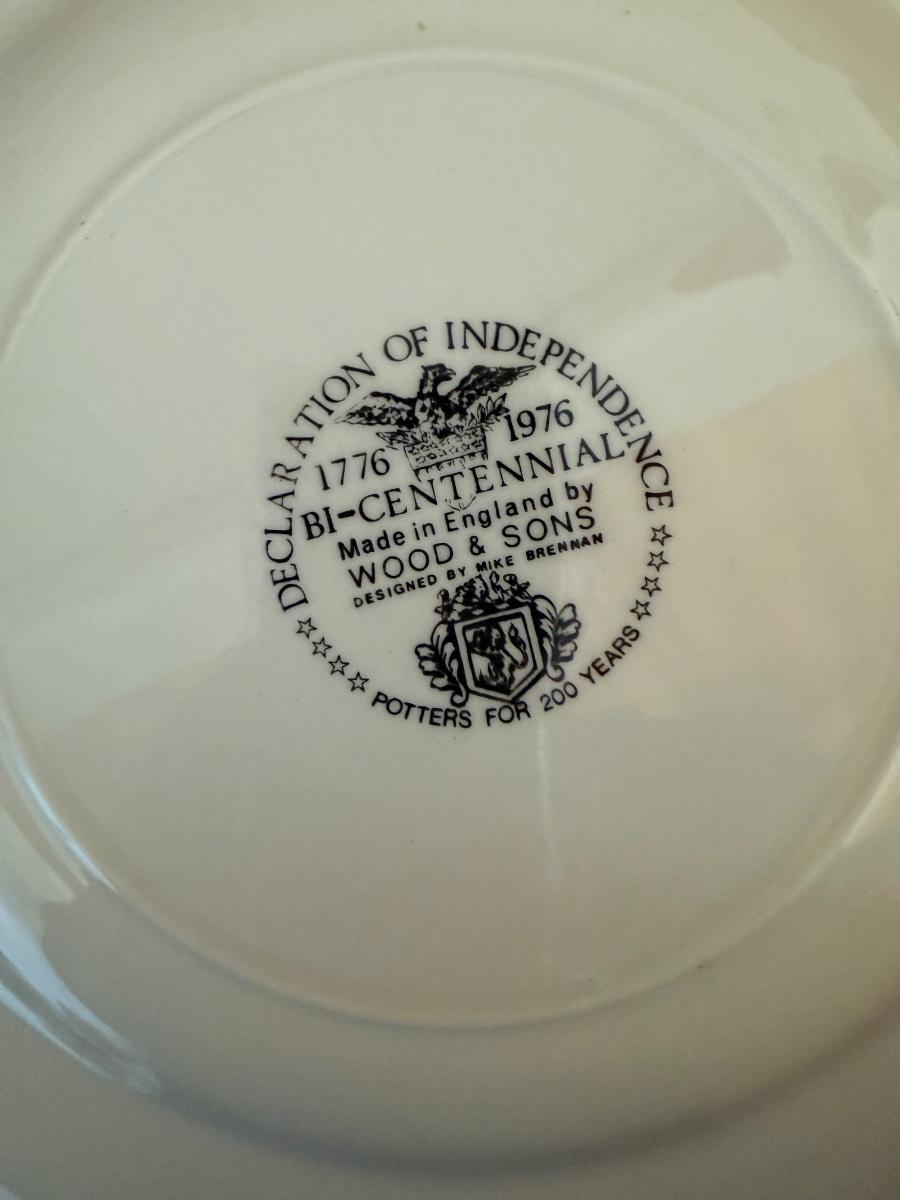 DECLARATION OF INDEPENDENCE
1776 1976
BI-CENTENNIAL
Made in England by
WOOD & SONS
DESIGNED BY MIKE BRENNAN
POTTERS FOR 200 YEARS